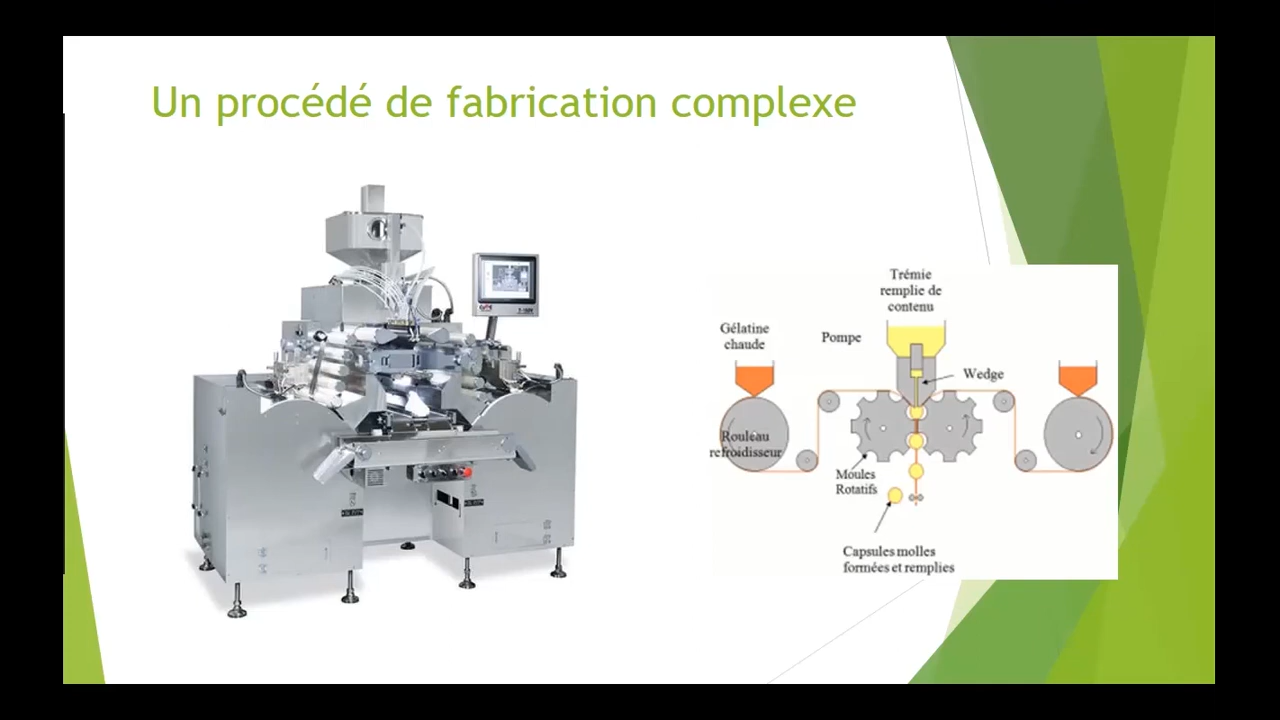 Un procédé de fabrication complexe
Trémie
remplie de
contenu
Gélatine
chaude
Pompe
Wedge
Rouleau
refroidisseur
Moules
Rotatifs
Capsules molles
formées et remplies